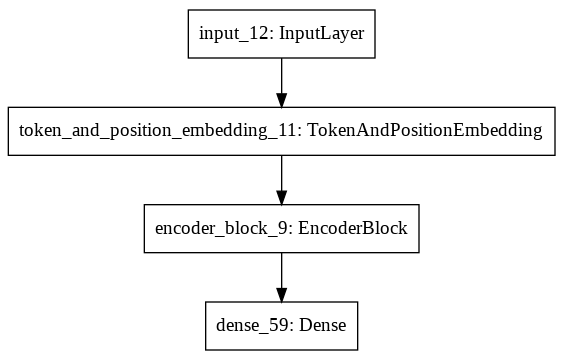 input_12: InputLayer
token_and_position_embedding_11: TokenAndPositionEmbedding
encoder_block_9: EncoderBlock
dense_59: Dense